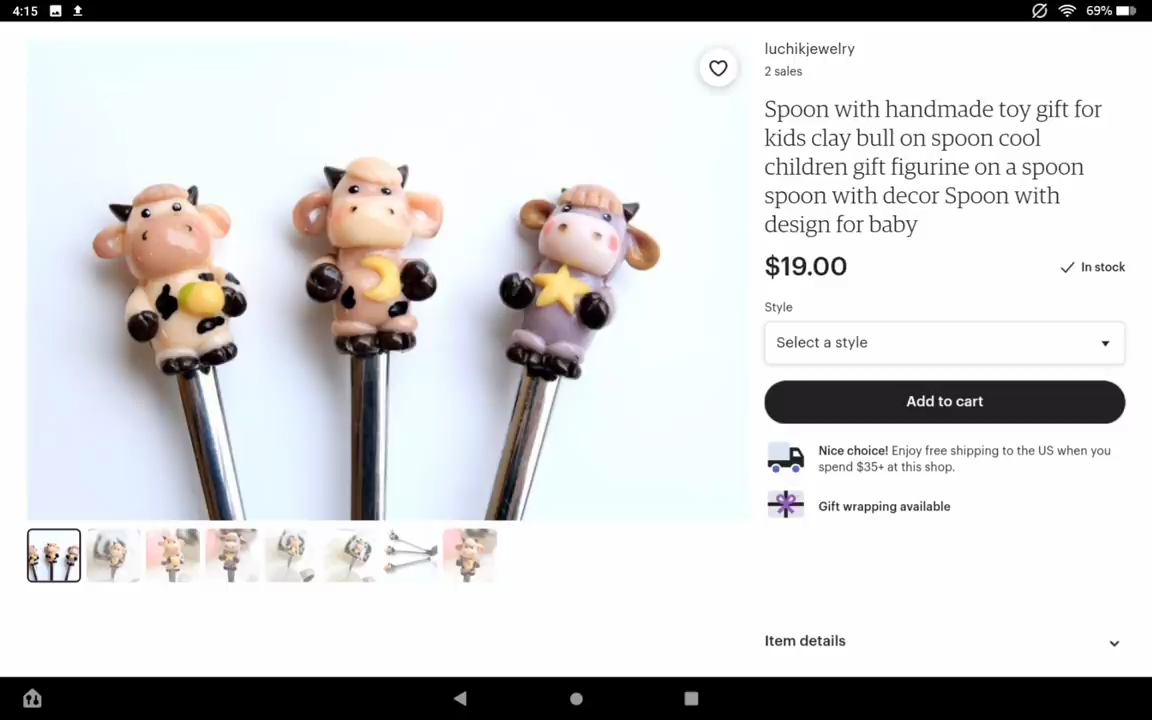 4:15
69%
luchikjewelry
2 sales
Spoon with handmade toy gift for
kids clay bull on spoon cool
children gift figurine on a spoon
spoon with decor Spoon with
design for baby
$19.00
In stock
Style
Select a style
Add to cart
Nice choice! Enjoy free shipping to the US when you
spend $35+ at this shop.
Gift wrapping available
Item details